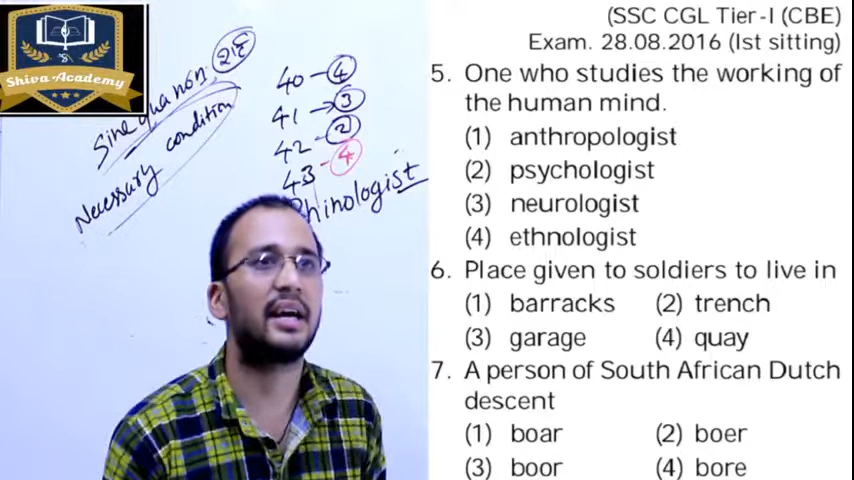 Shiva Academy
Sine qua non.
Necessary condition
40 - 4
41 → 3
42 - 2
43 - 4
Rhinologist
(SSC CGL Tier-I (CBE)
Exam. 28.08.2016 (Ist sitting)
5. One who studies the working of
the human mind.
(1) anthropologist
(2) psychologist
(3) neurologist
(4) ethnologist
6. Place given to soldiers to live in
(1) barracks (2) trench
(3) garage (4) quay
7. A person of South African Dutch
descent
(1) boar (2) boer
(3) boor (4) bore